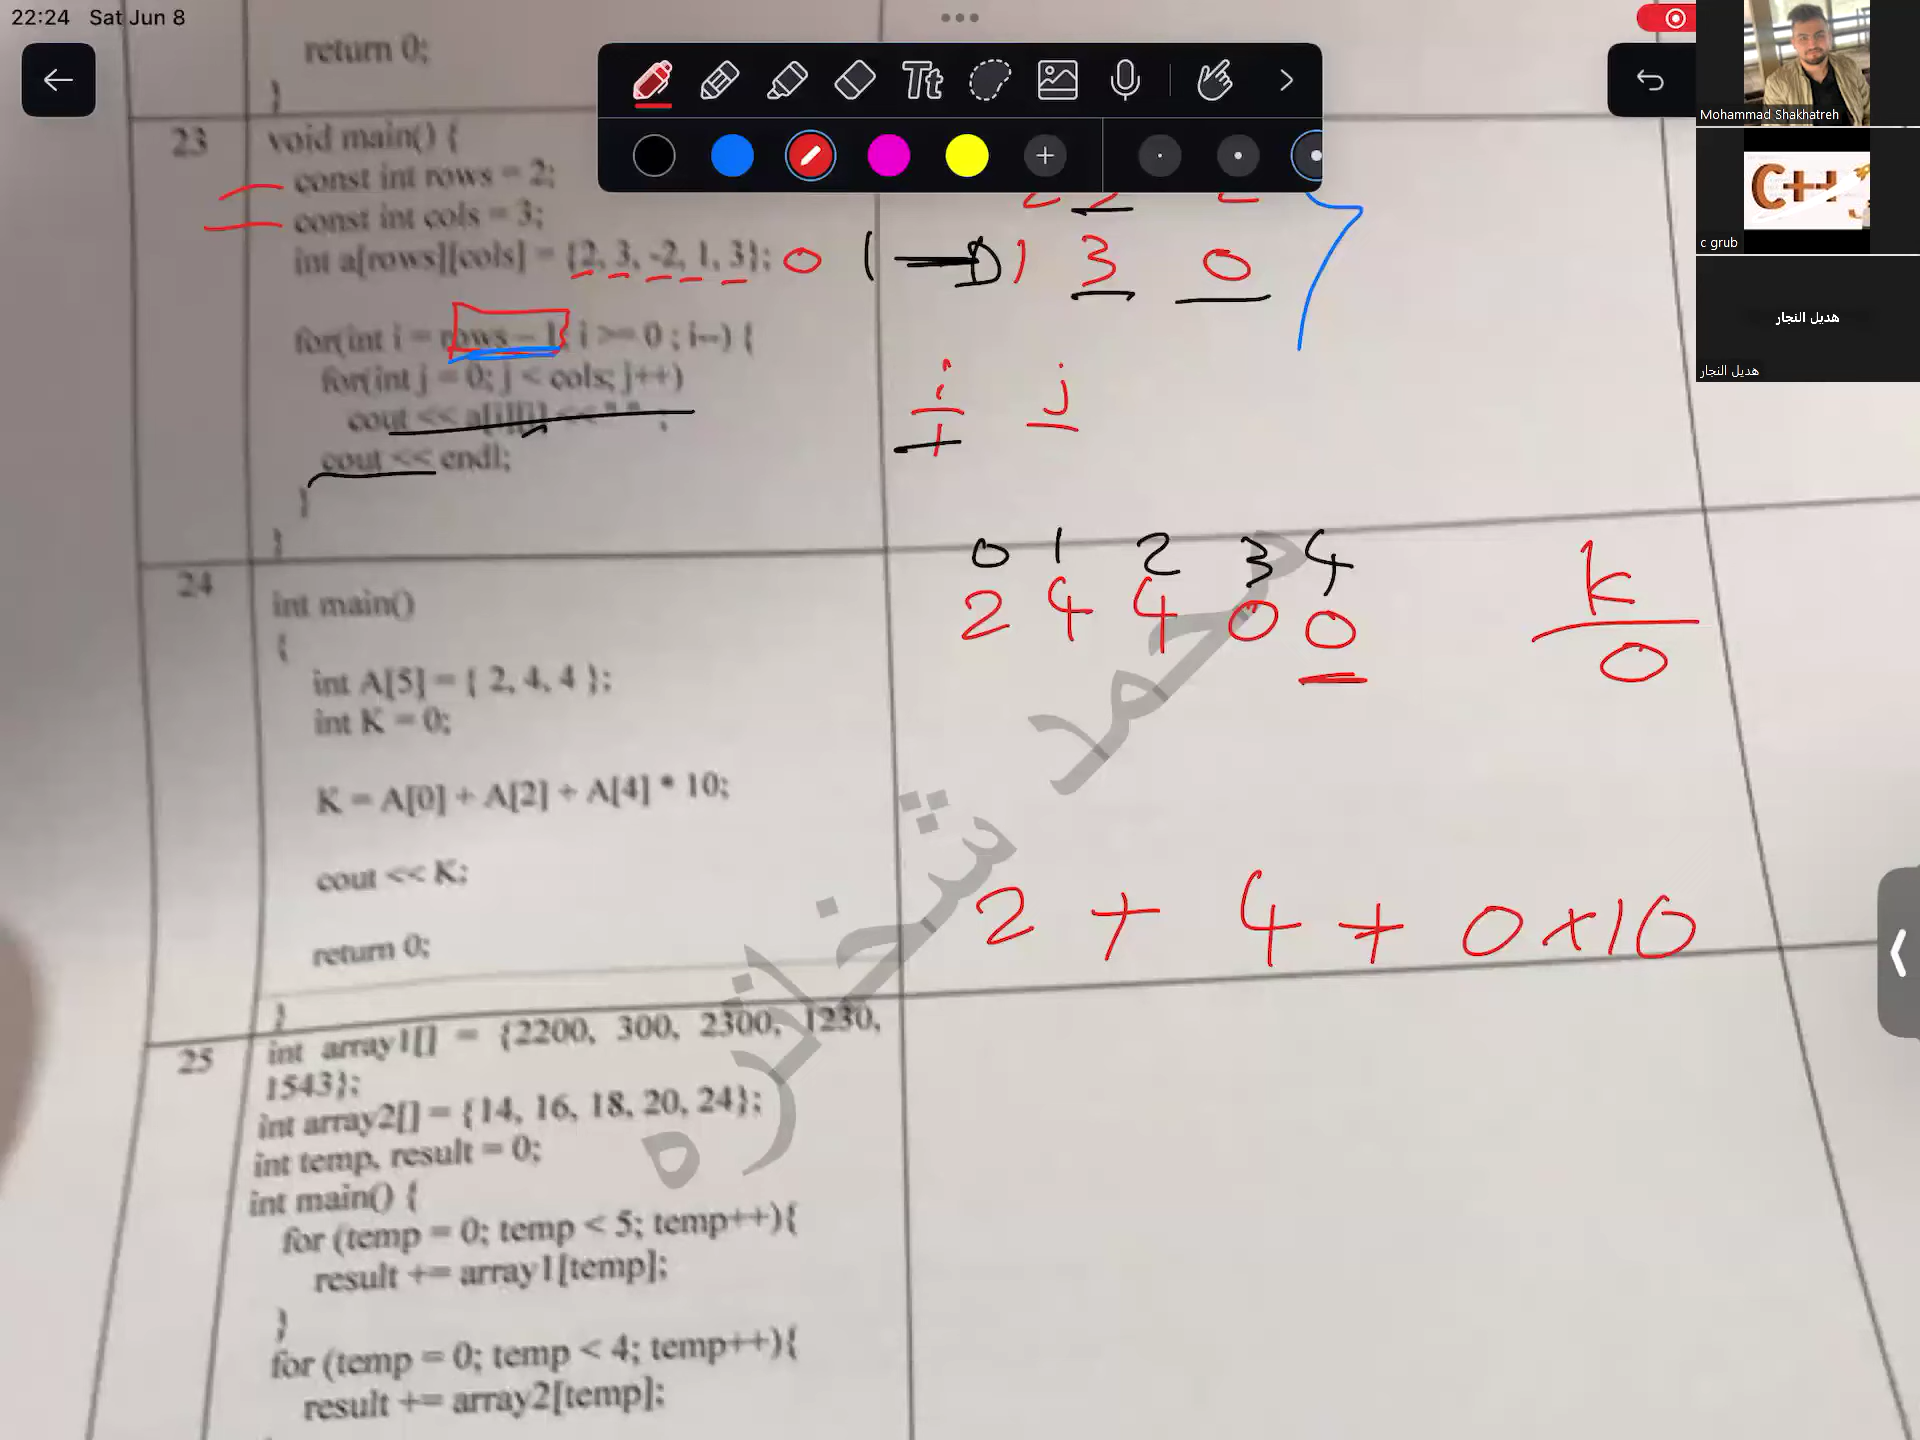 22:24 Sat Jun 8
Tt
Mohammad Shakhatreh
C++
c grub
هديل النجار
هديل النجار
return 0;
}
23
void main() {
const int rows = 2;
const int cols = 3;
int a[rows][cols] = {2, 3, -2, 1, 3}; 0
1 3 0
for(int i = rows - 1; i >= 0 ; i--) {
for(int j = 0; j < cols; j++)
cout << a[i][j] << " " ;
cout << endl;
}
}
i j
1
24
int main()
{
int A[5] = { 2, 4, 4 };
int K = 0;
K = A[0] + A[2] + A[4] * 10;
cout << K;
return 0;
}
0 1 2 3 4
2 4 4 0 0
k
0
2 + 4 + 0 × 10
محمد شخاتره
25
int array1[] = {2200, 300, 2300, 1230,
1543};
int array2[] = {14, 16, 18, 20, 24};
int temp, result = 0;
int main() {
for (temp = 0; temp < 5; temp++){
result += array1[temp];
}
for (temp = 0; temp < 4; temp++){
result += array2[temp];